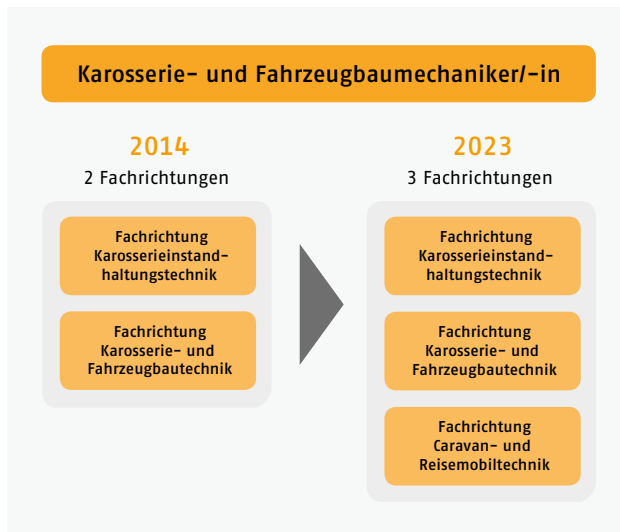 Karosserie- und Fahrzeugbaumechaniker/-in
2014
2 Fachrichtungen
Fachrichtung
Karosserieinstand-
haltungstechnik
Fachrichtung
Karosserie- und
Fahrzeugbautechnik
2023
3 Fachrichtungen
Fachrichtung
Karosserieinstand-
haltungstechnik
Fachrichtung
Karosserie- und
Fahrzeugbautechnik
Fachrichtung
Caravan- und
Reisemobiltechnik